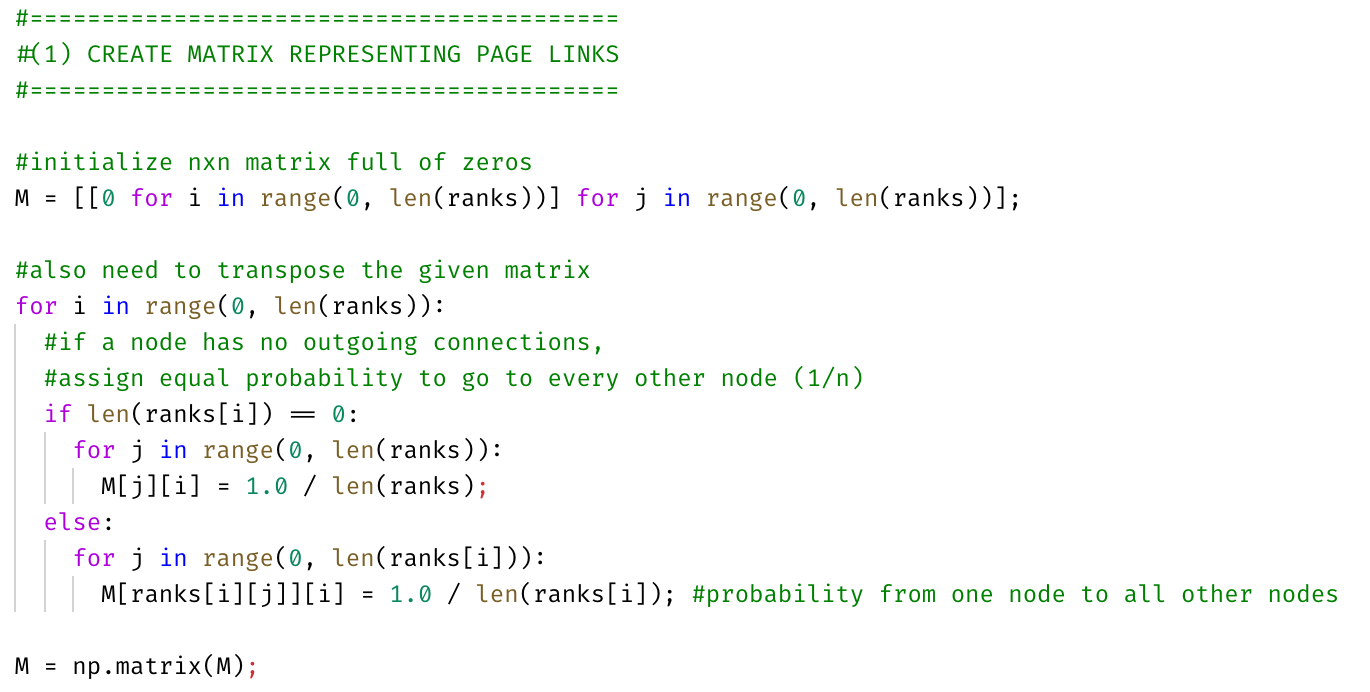 #=========================================
#(1) CREATE MATRIX REPRESENTING PAGE LINKS
#=========================================
#initialize nxn matrix full of zeros
M = [[0 for i in range(0, len(ranks))] for j in range(0, len(ranks))];
#also need to transpose the given matrix
for i in range(0, len(ranks)):
  #if a node has no outgoing connections,
  #assign equal probability to go to every other node (1/n)
  if len(ranks[i]) == 0:
    for j in range(0, len(ranks)):
      M[j][i] = 1.0 / len(ranks);
  else:
    for j in range(0, len(ranks[i])):
      M[ranks[i][j]][i] = 1.0 / len(ranks[i]); #probability from one node to all other nodes
M = np.matrix(M);